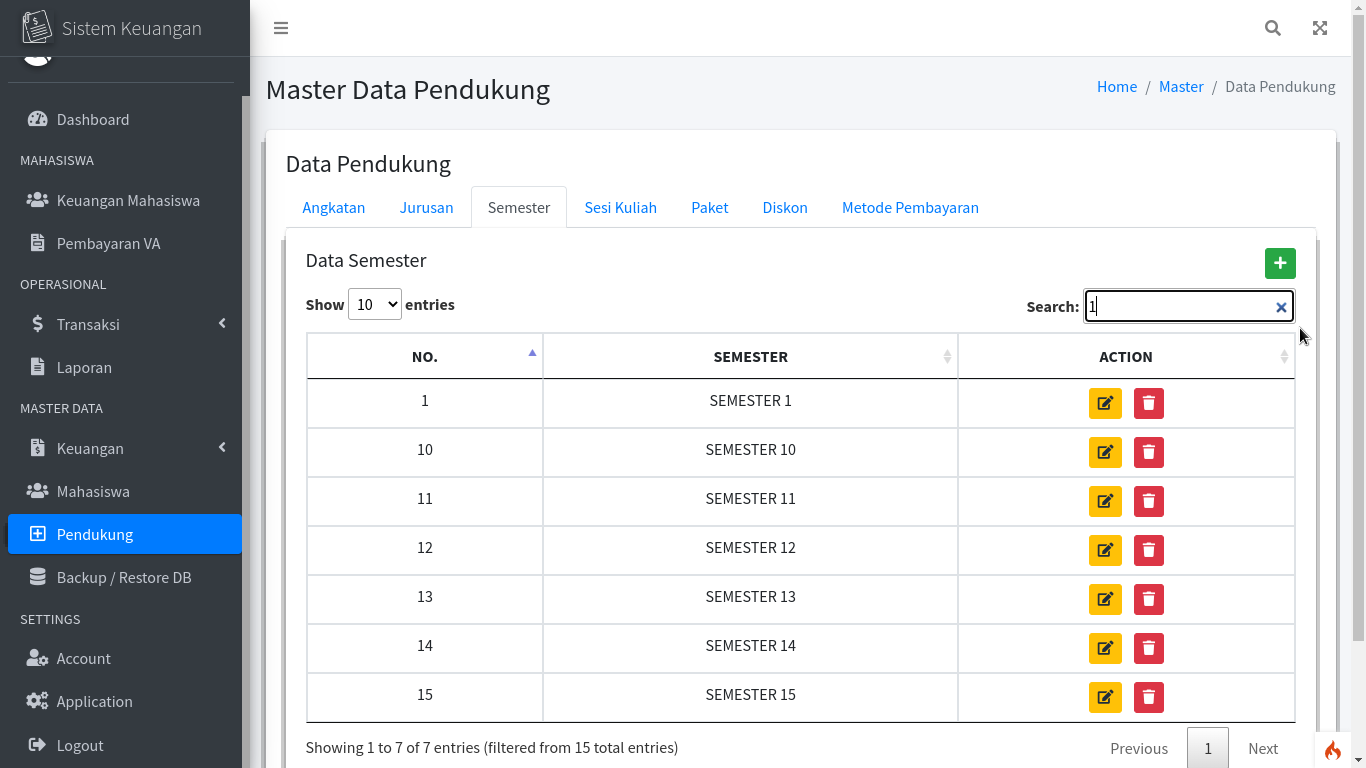 Sistem Keuangan
Dashboard
MAHASISWA
Keuangan Mahasiswa
Pembayaran VA
OPERASIONAL
Transaksi
Laporan
MASTER DATA
Keuangan
Mahasiswa
Pendukung
Backup / Restore DB
SETTINGS
Account
Application
Logout
Master Data Pendukung
Home / Master / Data Pendukung
Data Pendukung
Angkatan Jurusan Semester Sesi Kuliah Paket Diskon Metode Pembayaran
Data Semester
Show 10 entries
Search: 1
NO. SEMESTER ACTION
1 SEMESTER 1
10 SEMESTER 10
11 SEMESTER 11
12 SEMESTER 12
13 SEMESTER 13
14 SEMESTER 14
15 SEMESTER 15
Showing 1 to 7 of 7 entries (filtered from 15 total entries)
Previous 1 Next